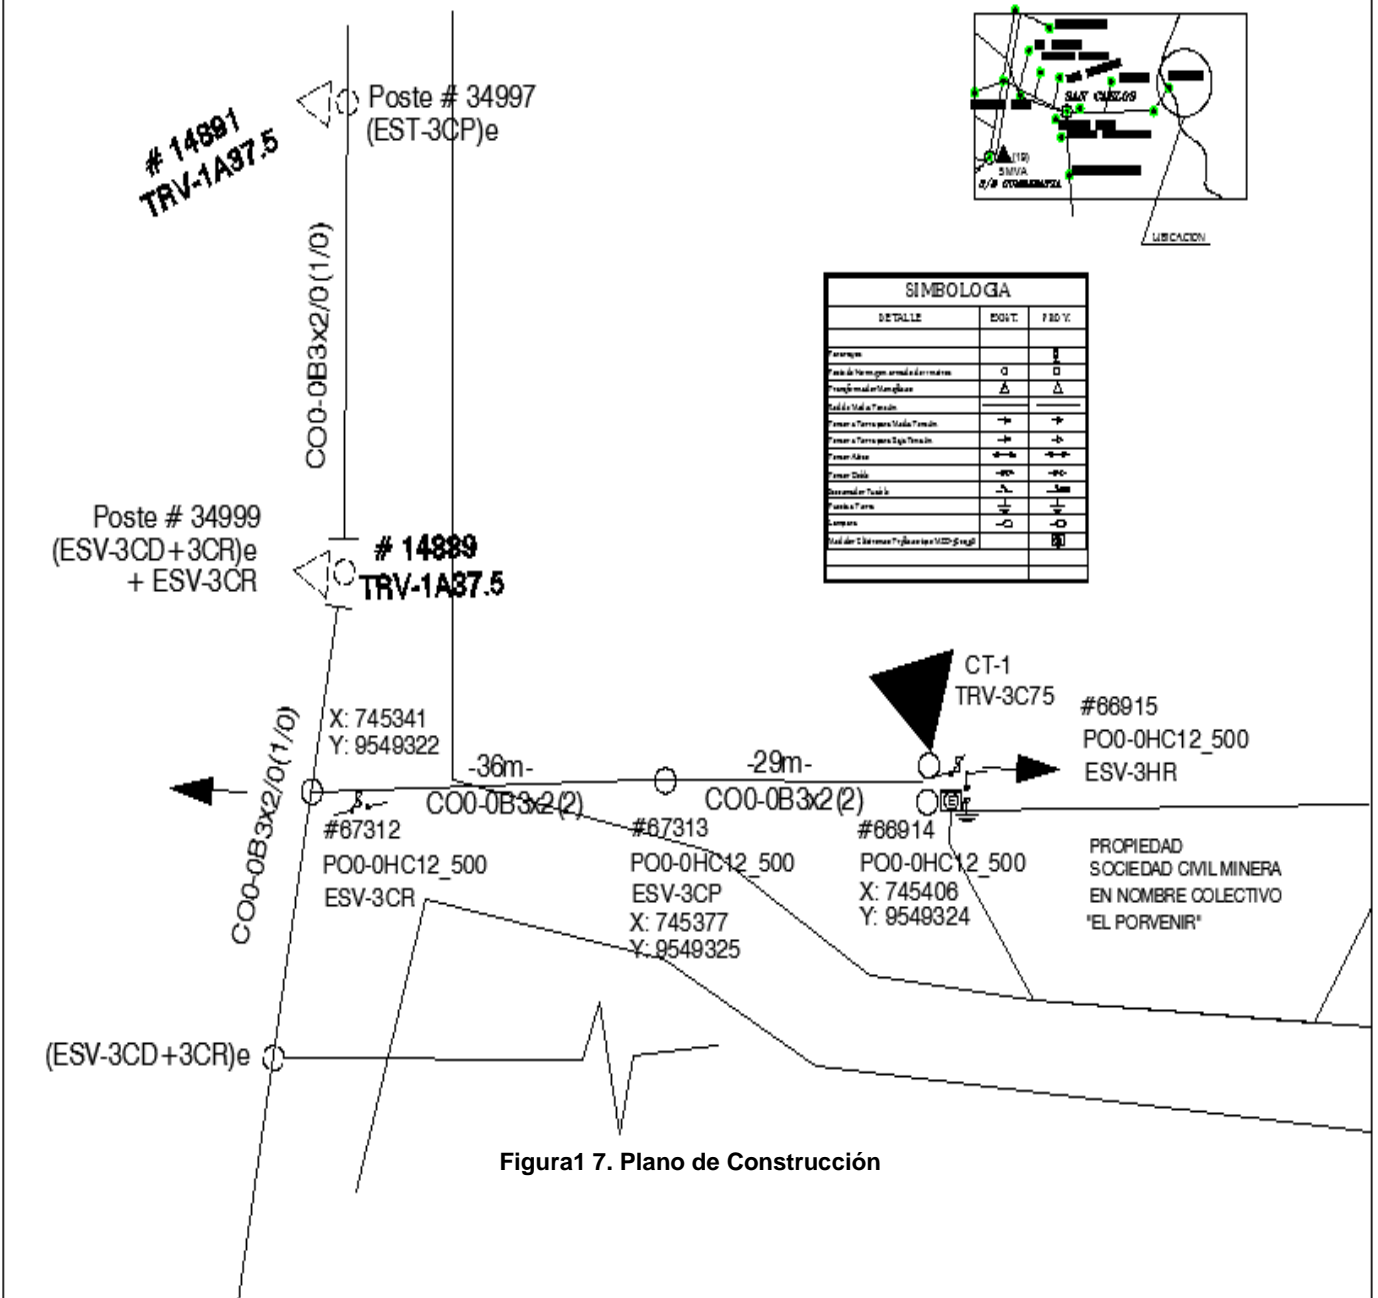 Poste # 34997
(EST-3CP)e
# 14891
TRV-1A37.5
CO0-0B3x2/0(1/0)
SAN CARLOS
(19)
5MVA
UBICACION
SIMBOLOGIA
DETALLE
EXIST.
PROY.
Poste # 34999
(ESV-3CD+3CR)e
+ ESV-3CR
# 14889
TRV-1A37.5
CT-1
TRV-3C75
#66915
PO0-0HC12_500
ESV-3HR
X: 745341
Y: 9549322
CO0-0B3x2/0(1/0)
-36m-
CO0-0B3x2(2)
-29m-
CO0-0B3x2(2)
#67312
PO0-0HC12_500
ESV-3CR
#67313
PO0-0HC12_500
ESV-3CP
X: 745377
Y: 9549325
#66914
PO0-0HC12_500
X: 745406
Y: 9549324
PROPIEDAD
SOCIEDAD CIVIL MINERA
EN NOMBRE COLECTIVO
"EL PORVENIR"
(ESV-3CD+3CR)e
Figura1 7. Plano de Construcción